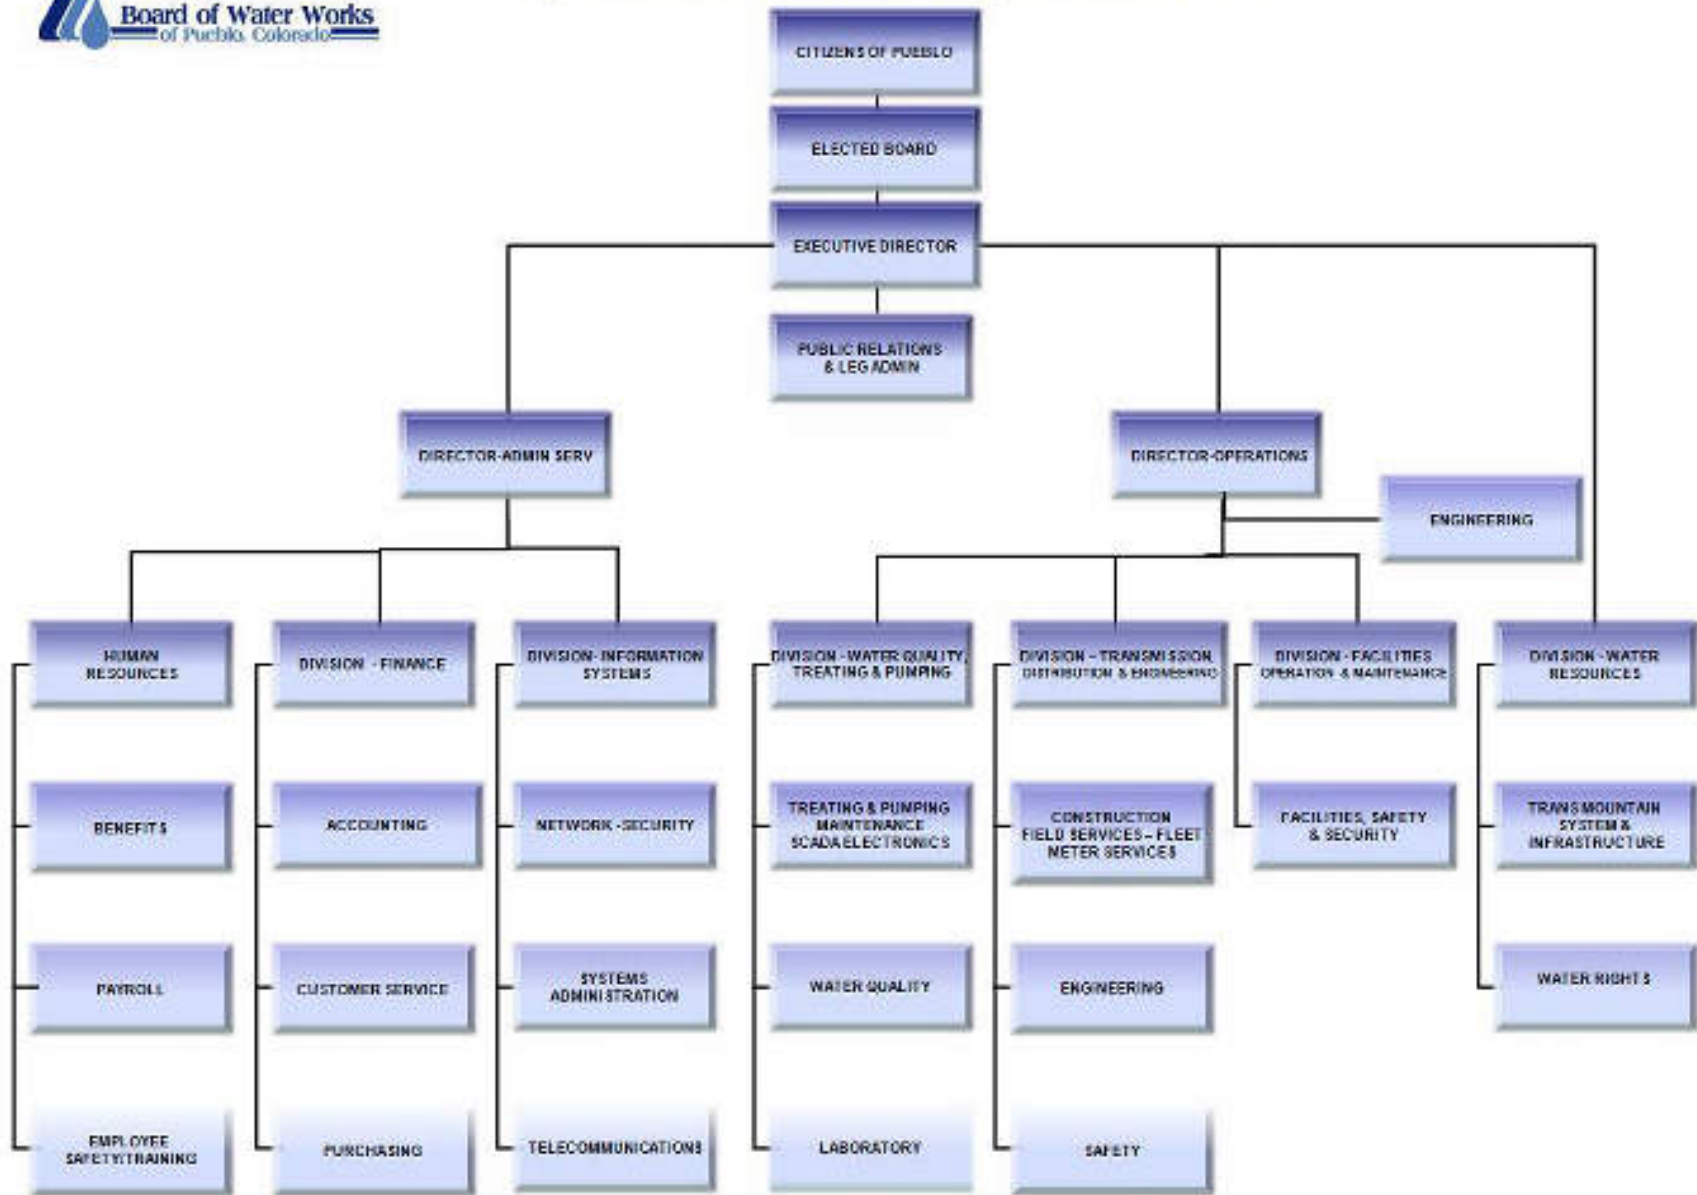 Board of Water Works
of Pueblo, Colorado
CITIZENS OF PUEBLO
ELECTED BOARD
EXECUTIVE DIRECTOR
PUBLIC RELATIONS
& LEG ADMIN
DIRECTOR-ADMIN SERV
DIRECTOR-OPERATIONS
ENGINEERING
HUMAN
RESOURCES
DIVISION - FINANCE
DIVISION- INFORMATION
SYSTEMS
DIVISION - WATER QUALITY,
TREATING & PUMPING
DIVISION – TRANSMISSION,
DISTRIBUTION & ENGINEERING
DIVISION - FACILITIES
OPERATION & MAINTENANCE
DIVISION - WATER
RESOURCES
BENEFITS
ACCOUNTING
NETWORK - SECURITY
TREATING & PUMPING
MAINTENANCE
SCADA ELECTRONICS
CONSTRUCTION
FIELD SERVICES – FLEET
METER SERVICES
FACILITIES, SAFETY
& SECURITY
TRANSMOUNTAIN
SYSTEM &
INFRASTRUCTURE
PAYROLL
CUSTOMER SERVICE
SYSTEMS
ADMINISTRATION
WATER QUALITY
ENGINEERING
WATER RIGHTS
EMPLOYEE
SAFETY/TRAINING
PURCHASING
TELECOMMUNICATIONS
LABORATORY
SAFETY